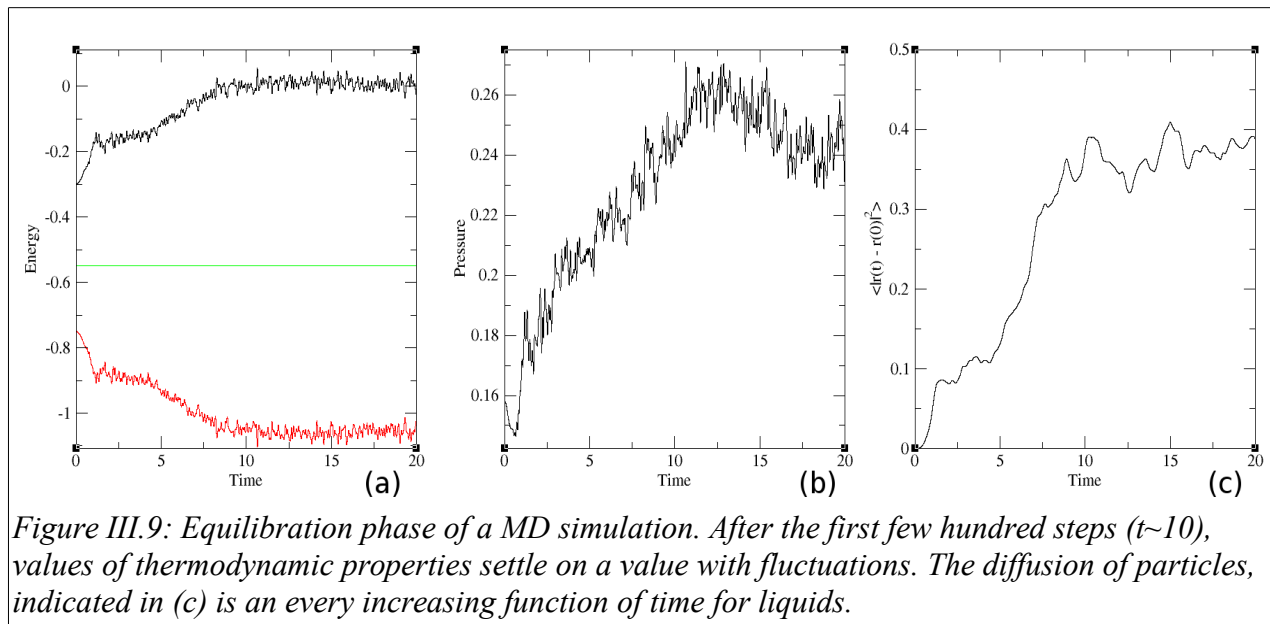 0
-0.2
-0.4
-0.6
-0.8
-1
Energy
0 5 10 15 20
Time
(a)
0.26
0.24
0.22
0.2
0.18
0.16
Pressure
0 5 10 15 20
Time
(b)
0.5
0.4
0.3
0.2
0.1
0
<|r(t) - r(0)|²>
0 5 10 15 20
Time
(c)
Figure III.9: Equilibration phase of a MD simulation. After the first few hundred steps (t~10),
values of thermodynamic properties settle on a value with fluctuations. The diffusion of particles,
indicated in (c) is an every increasing function of time for liquids.